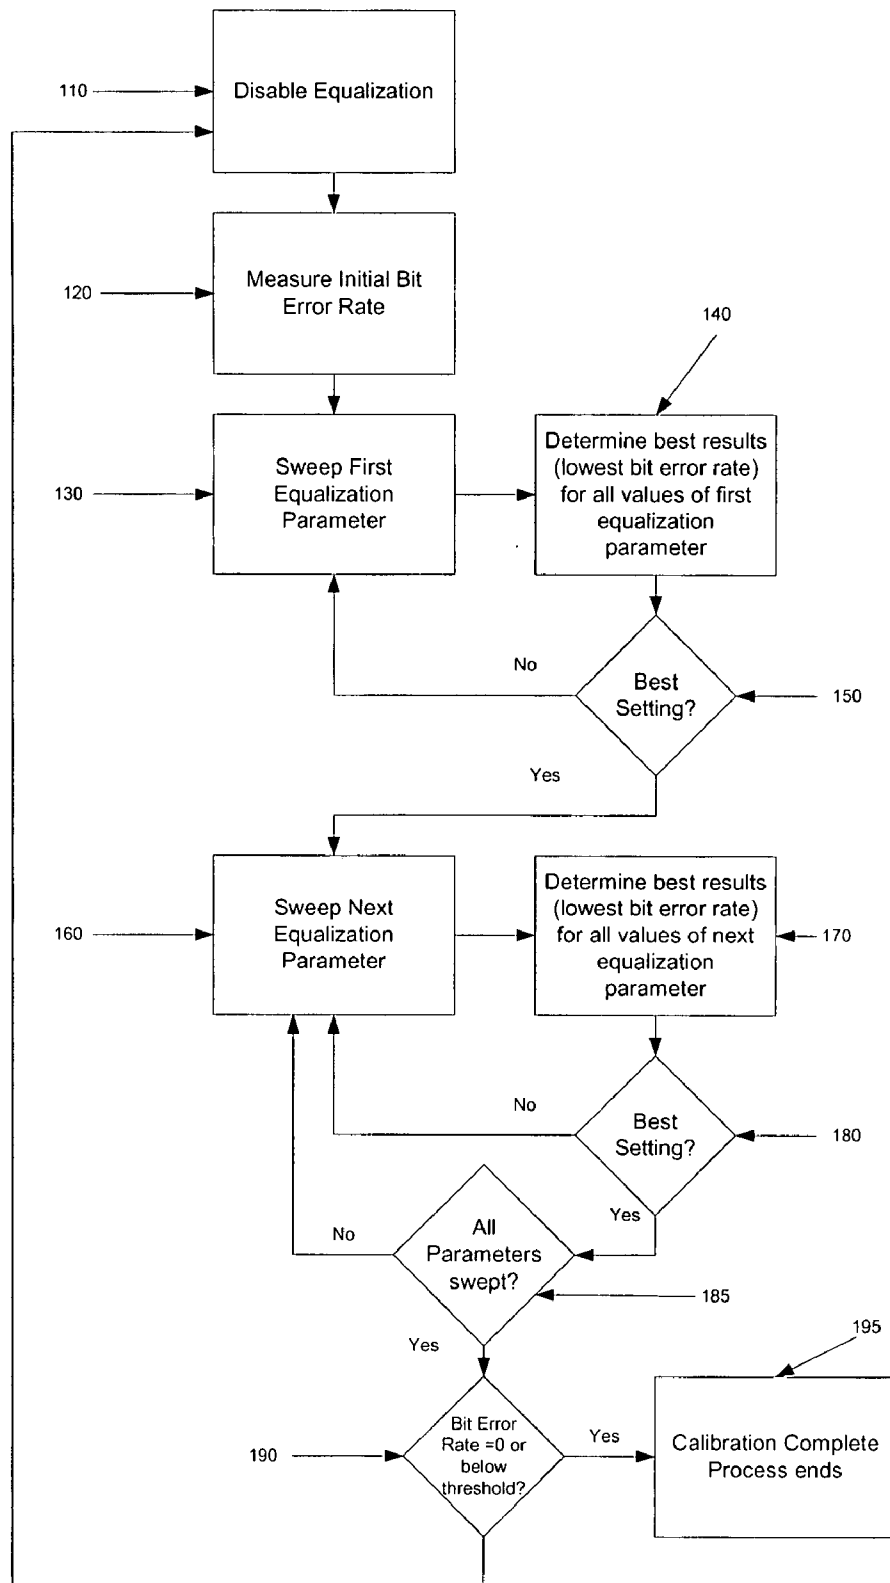 110
Disable Equalization
120
Measure Initial Bit
Error Rate
140
130
Sweep First
Equalization
Parameter
Determine best results
(lowest bit error rate)
for all values of first
equalization
parameter
No
Best
Setting?
150
Yes
160
Sweep Next
Equalization
Parameter
Determine best results
(lowest bit error rate)
for all values of next
equalization
parameter
170
No
Best
Setting?
180
Yes
No
All
Parameters
swept?
185
Yes
195
190
Bit Error
Rate =0 or
below
threshold?
Yes
Calibration Complete
Process ends